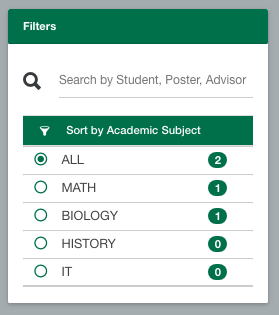 Filters
Search by Student, Poster, Advisor
Sort by Academic Subject
ALL 2
MATH 1
BIOLOGY 1
HISTORY 0
IT 0